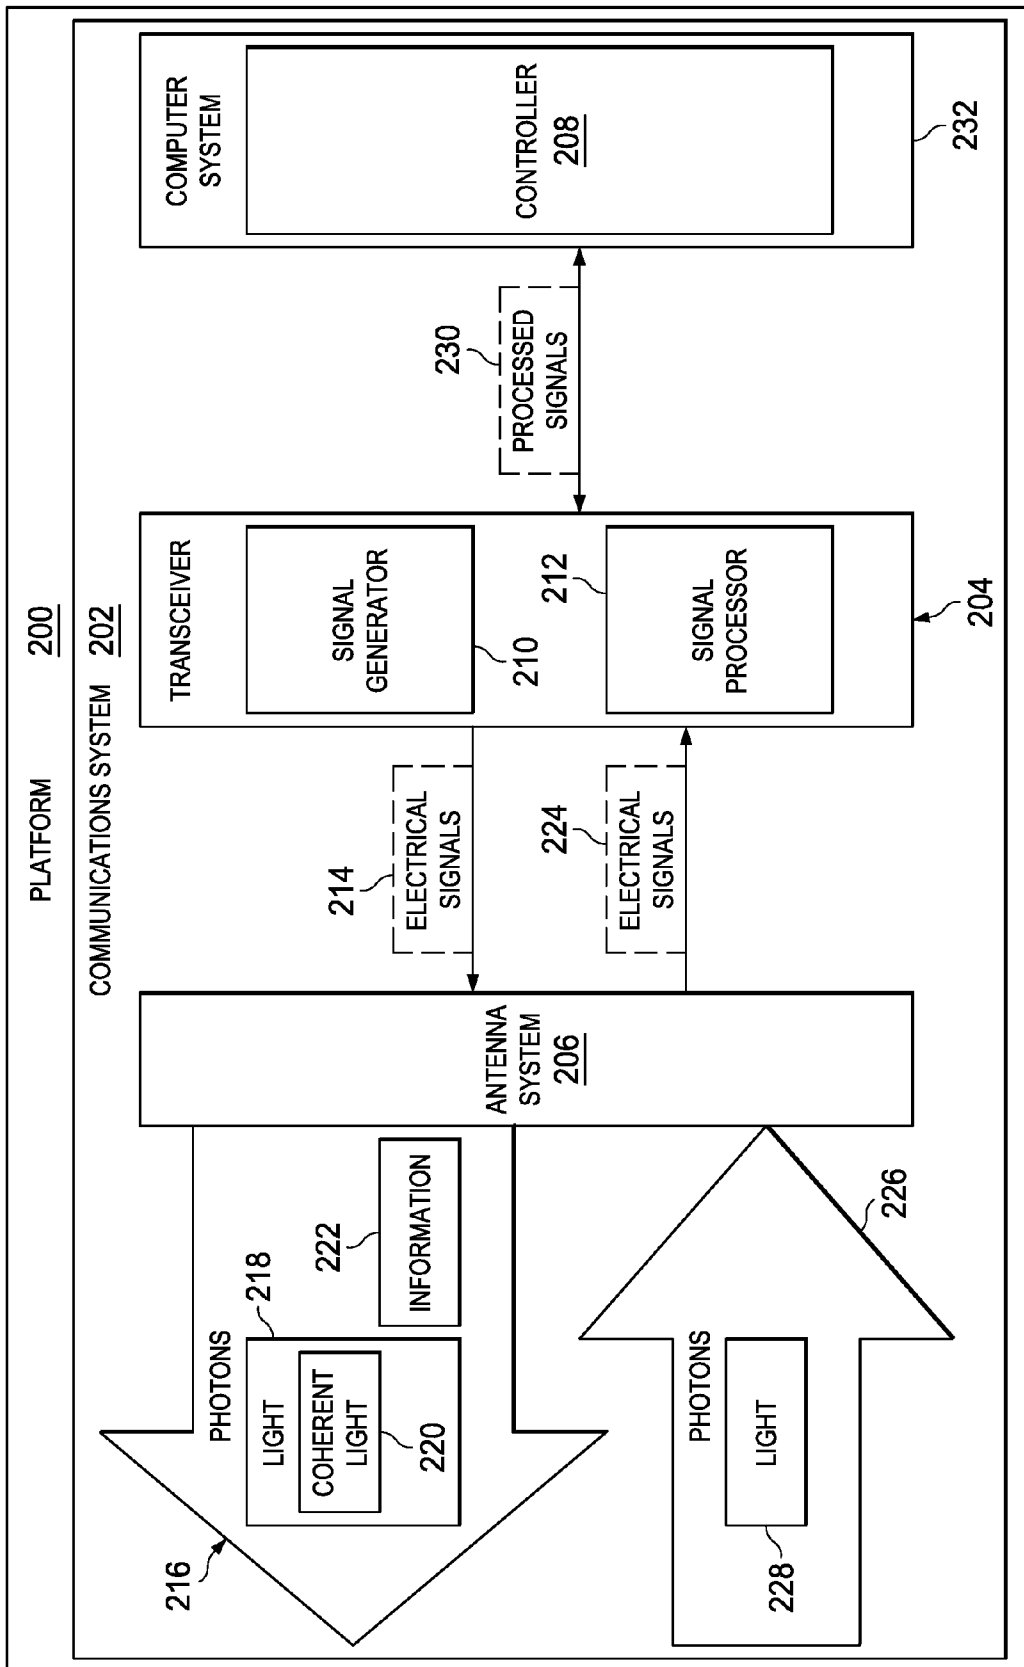 PLATFORM 200
COMMUNICATIONS SYSTEM 202
PHOTONS
LIGHT
COHERENT
LIGHT
216
218
220
222
INFORMATION
PHOTONS
LIGHT
228
226
ANTENNA
SYSTEM
206
214
ELECTRICAL
SIGNALS
224
ELECTRICAL
SIGNALS
TRANSCEIVER
SIGNAL
GENERATOR
210
212
SIGNAL
PROCESSOR
204
230
PROCESSED
SIGNALS
COMPUTER
SYSTEM
CONTROLLER
208
232